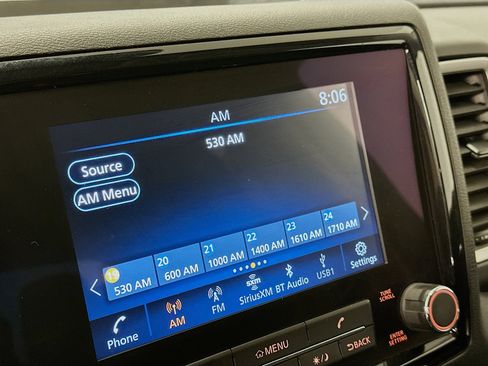 8:06
AM
530 AM
Source
AM Menu
19 20 21 22 23 24
530 AM 600 AM 1000 AM 1400 AM 1610 AM 1710 AM
Phone AM FM SiriusXM BT Audio USB1 Settings
sxm
TUNE
SCROLL
MENU
ENTER
SETTING
BACK